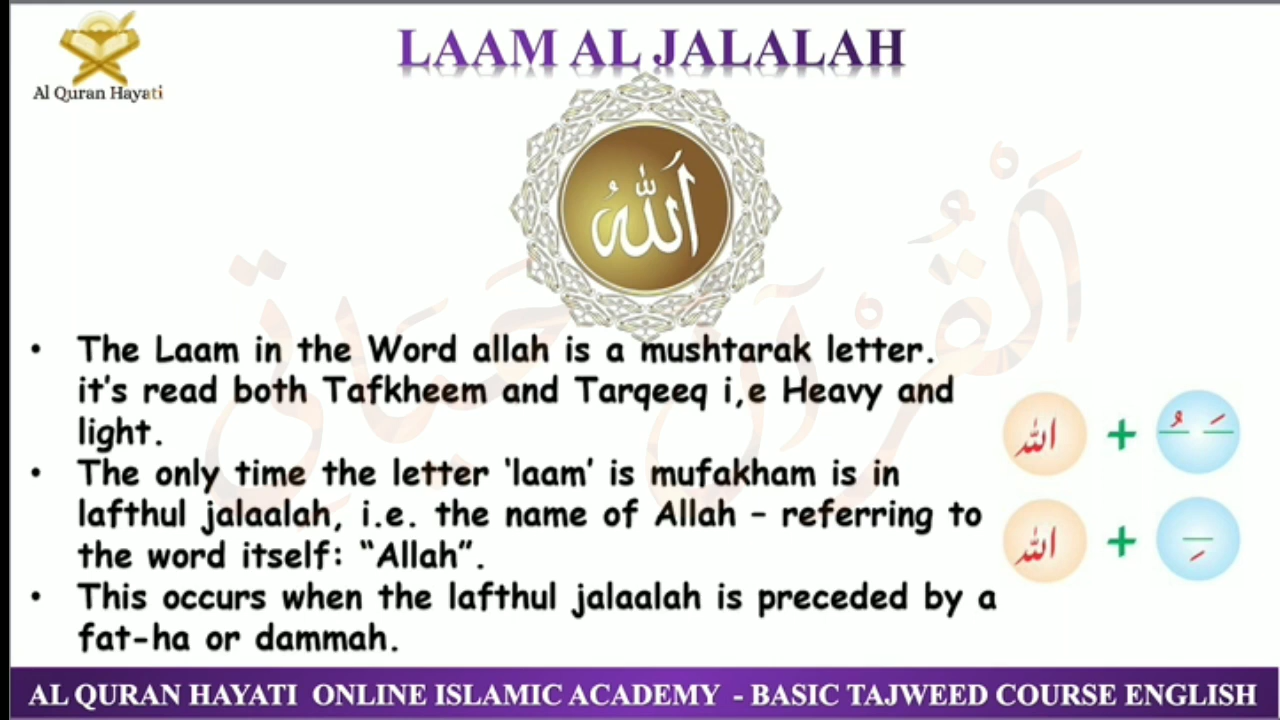 LAAM AL JALALAH
Al Quran Hayati
اَللّٰهُ
اَلْقُرْآن حَيَاتِي
• The Laam in the Word allah is a mushtarak letter.
it's read both Tafkheem and Tarqeeq i,e Heavy and
light.
• The only time the letter ‘laam’ is mufakham is in
lafthul jalaalah, i.e. the name of Allah – referring to
the word itself: “Allah”.
• This occurs when the lafthul jalaalah is preceded by a
fat-ha or dammah.
الله + ـُ ـَ
الله + ـِ
AL QURAN HAYATI ONLINE ISLAMIC ACADEMY - BASIC TAJWEED COURSE ENGLISH